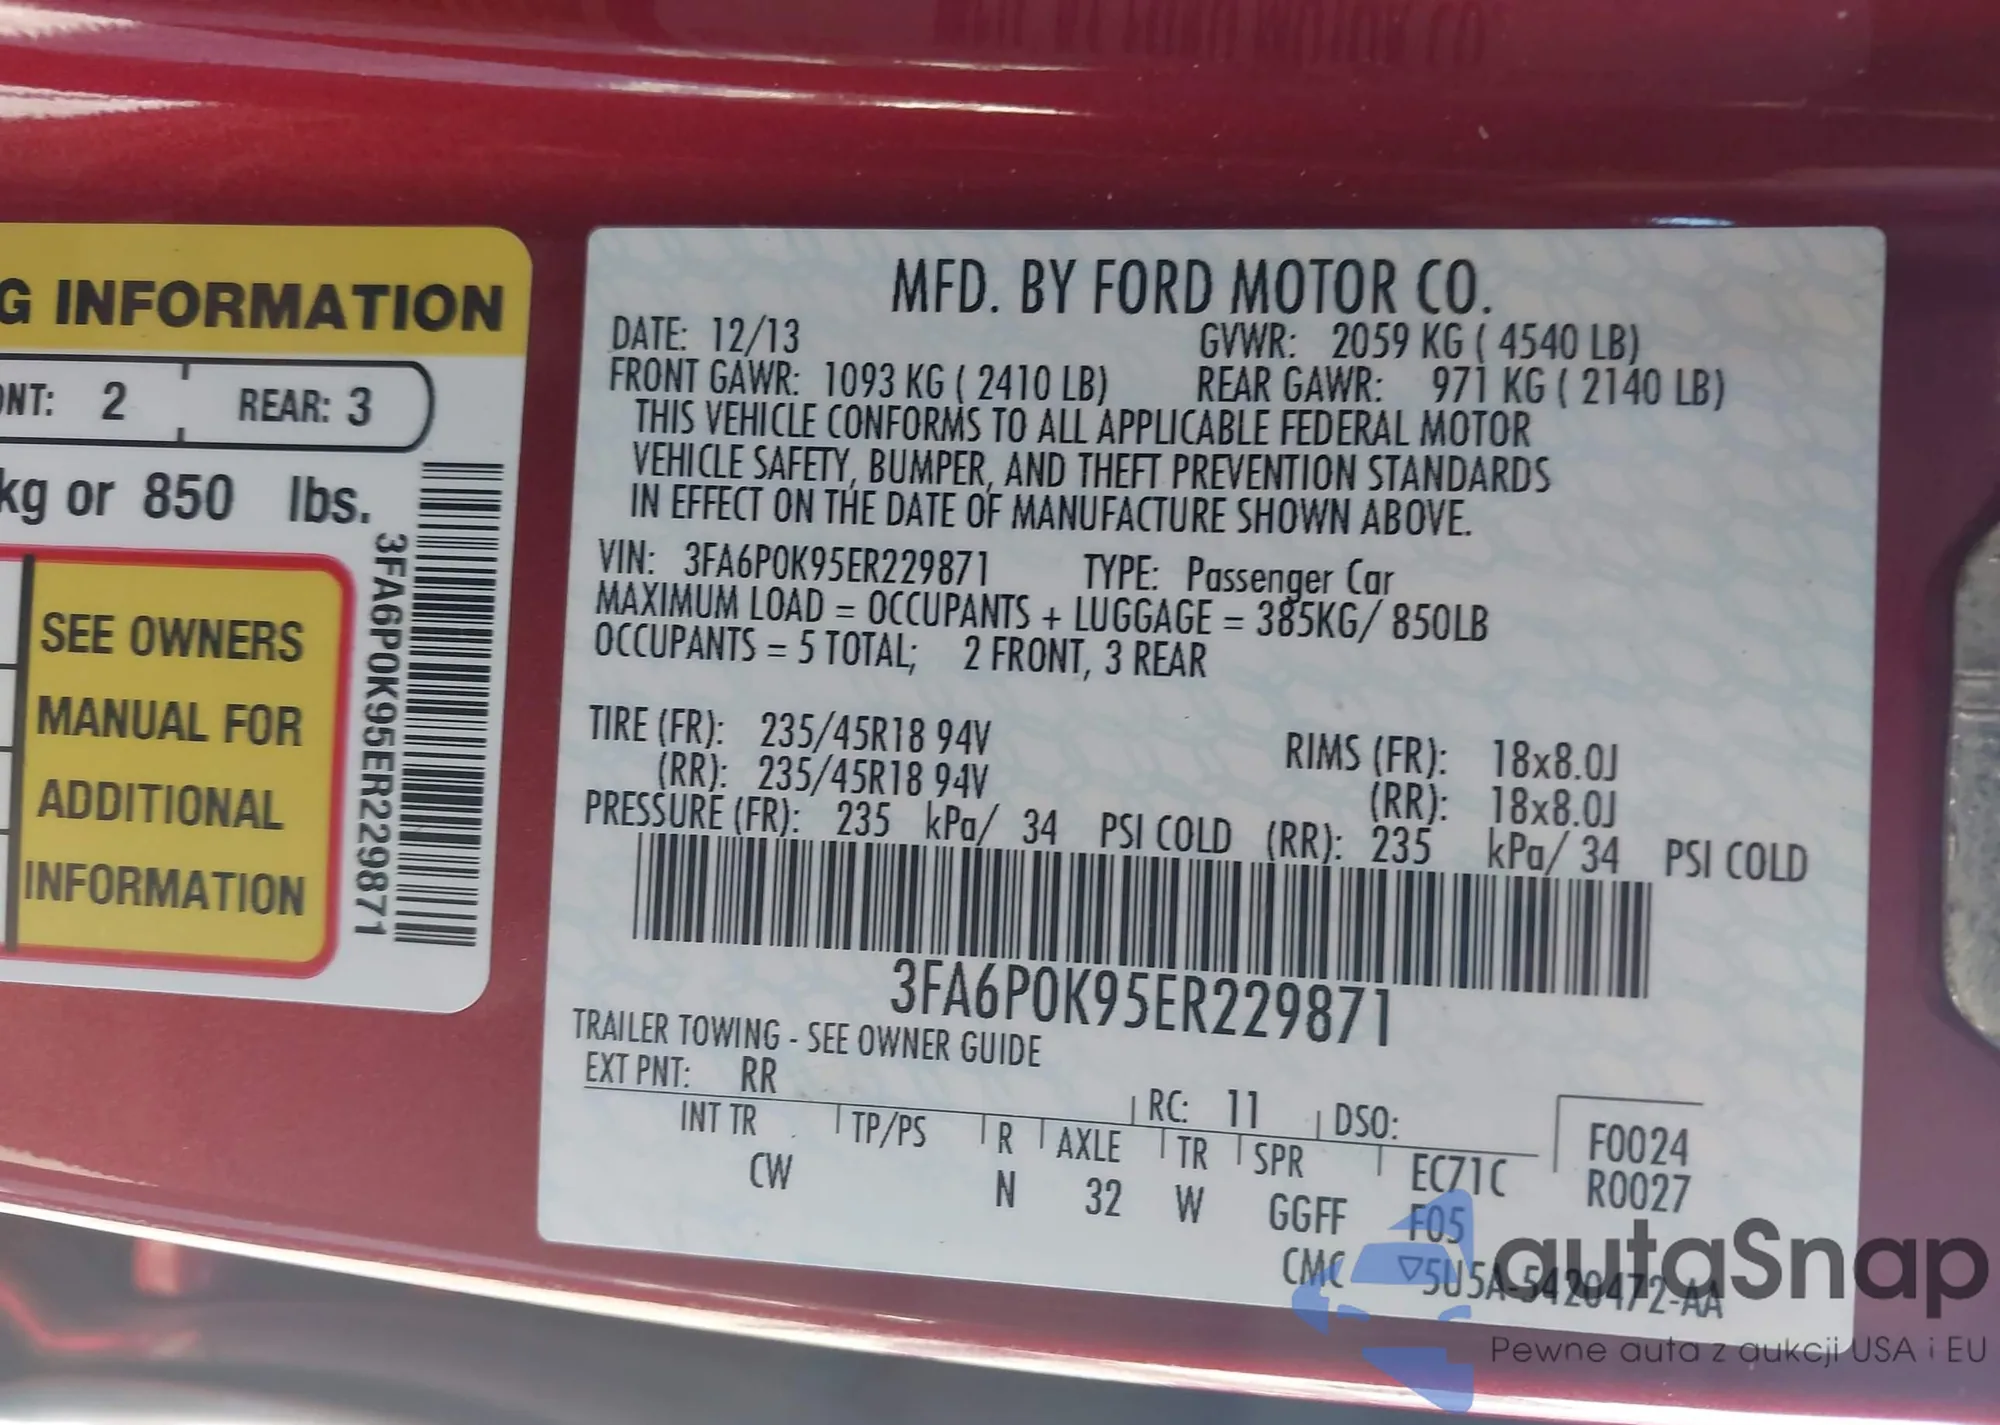 G INFORMATION
NT: 2 REAR: 3
kg or 850 lbs.
SEE OWNERS
MANUAL FOR
ADDITIONAL
INFORMATION
3FA6P0K95ER229871
MFD. BY FORD MOTOR CO.
DATE: 12/13 GVWR: 2059 KG ( 4540 LB)
FRONT GAWR: 1093 KG ( 2410 LB) REAR GAWR: 971 KG ( 2140 LB)
THIS VEHICLE CONFORMS TO ALL APPLICABLE FEDERAL MOTOR
VEHICLE SAFETY, BUMPER, AND THEFT PREVENTION STANDARDS
IN EFFECT ON THE DATE OF MANUFACTURE SHOWN ABOVE.
VIN: 3FA6P0K95ER229871 TYPE: Passenger Car
MAXIMUM LOAD = OCCUPANTS + LUGGAGE = 385KG/ 850LB
OCCUPANTS = 5 TOTAL; 2 FRONT, 3 REAR
TIRE (FR): 235/45R18 94V RIMS (FR): 18x8.0J
(RR): 235/45R18 94V (RR): 18x8.0J
PRESSURE (FR): 235 kPa/ 34 PSI COLD (RR): 235 kPa/ 34 PSI COLD
3FA6P0K95ER229871
TRAILER TOWING - SEE OWNER GUIDE
EXT PNT: RR RC: 11 DSO: F0024
INT TR TP/PS R AXLE TR SPR EC71C R0027
CW N 32 W GGFF F05
CMC ▽5U5A-5420472-AA
autaSnap
Pewne auta z aukcji USA i EU